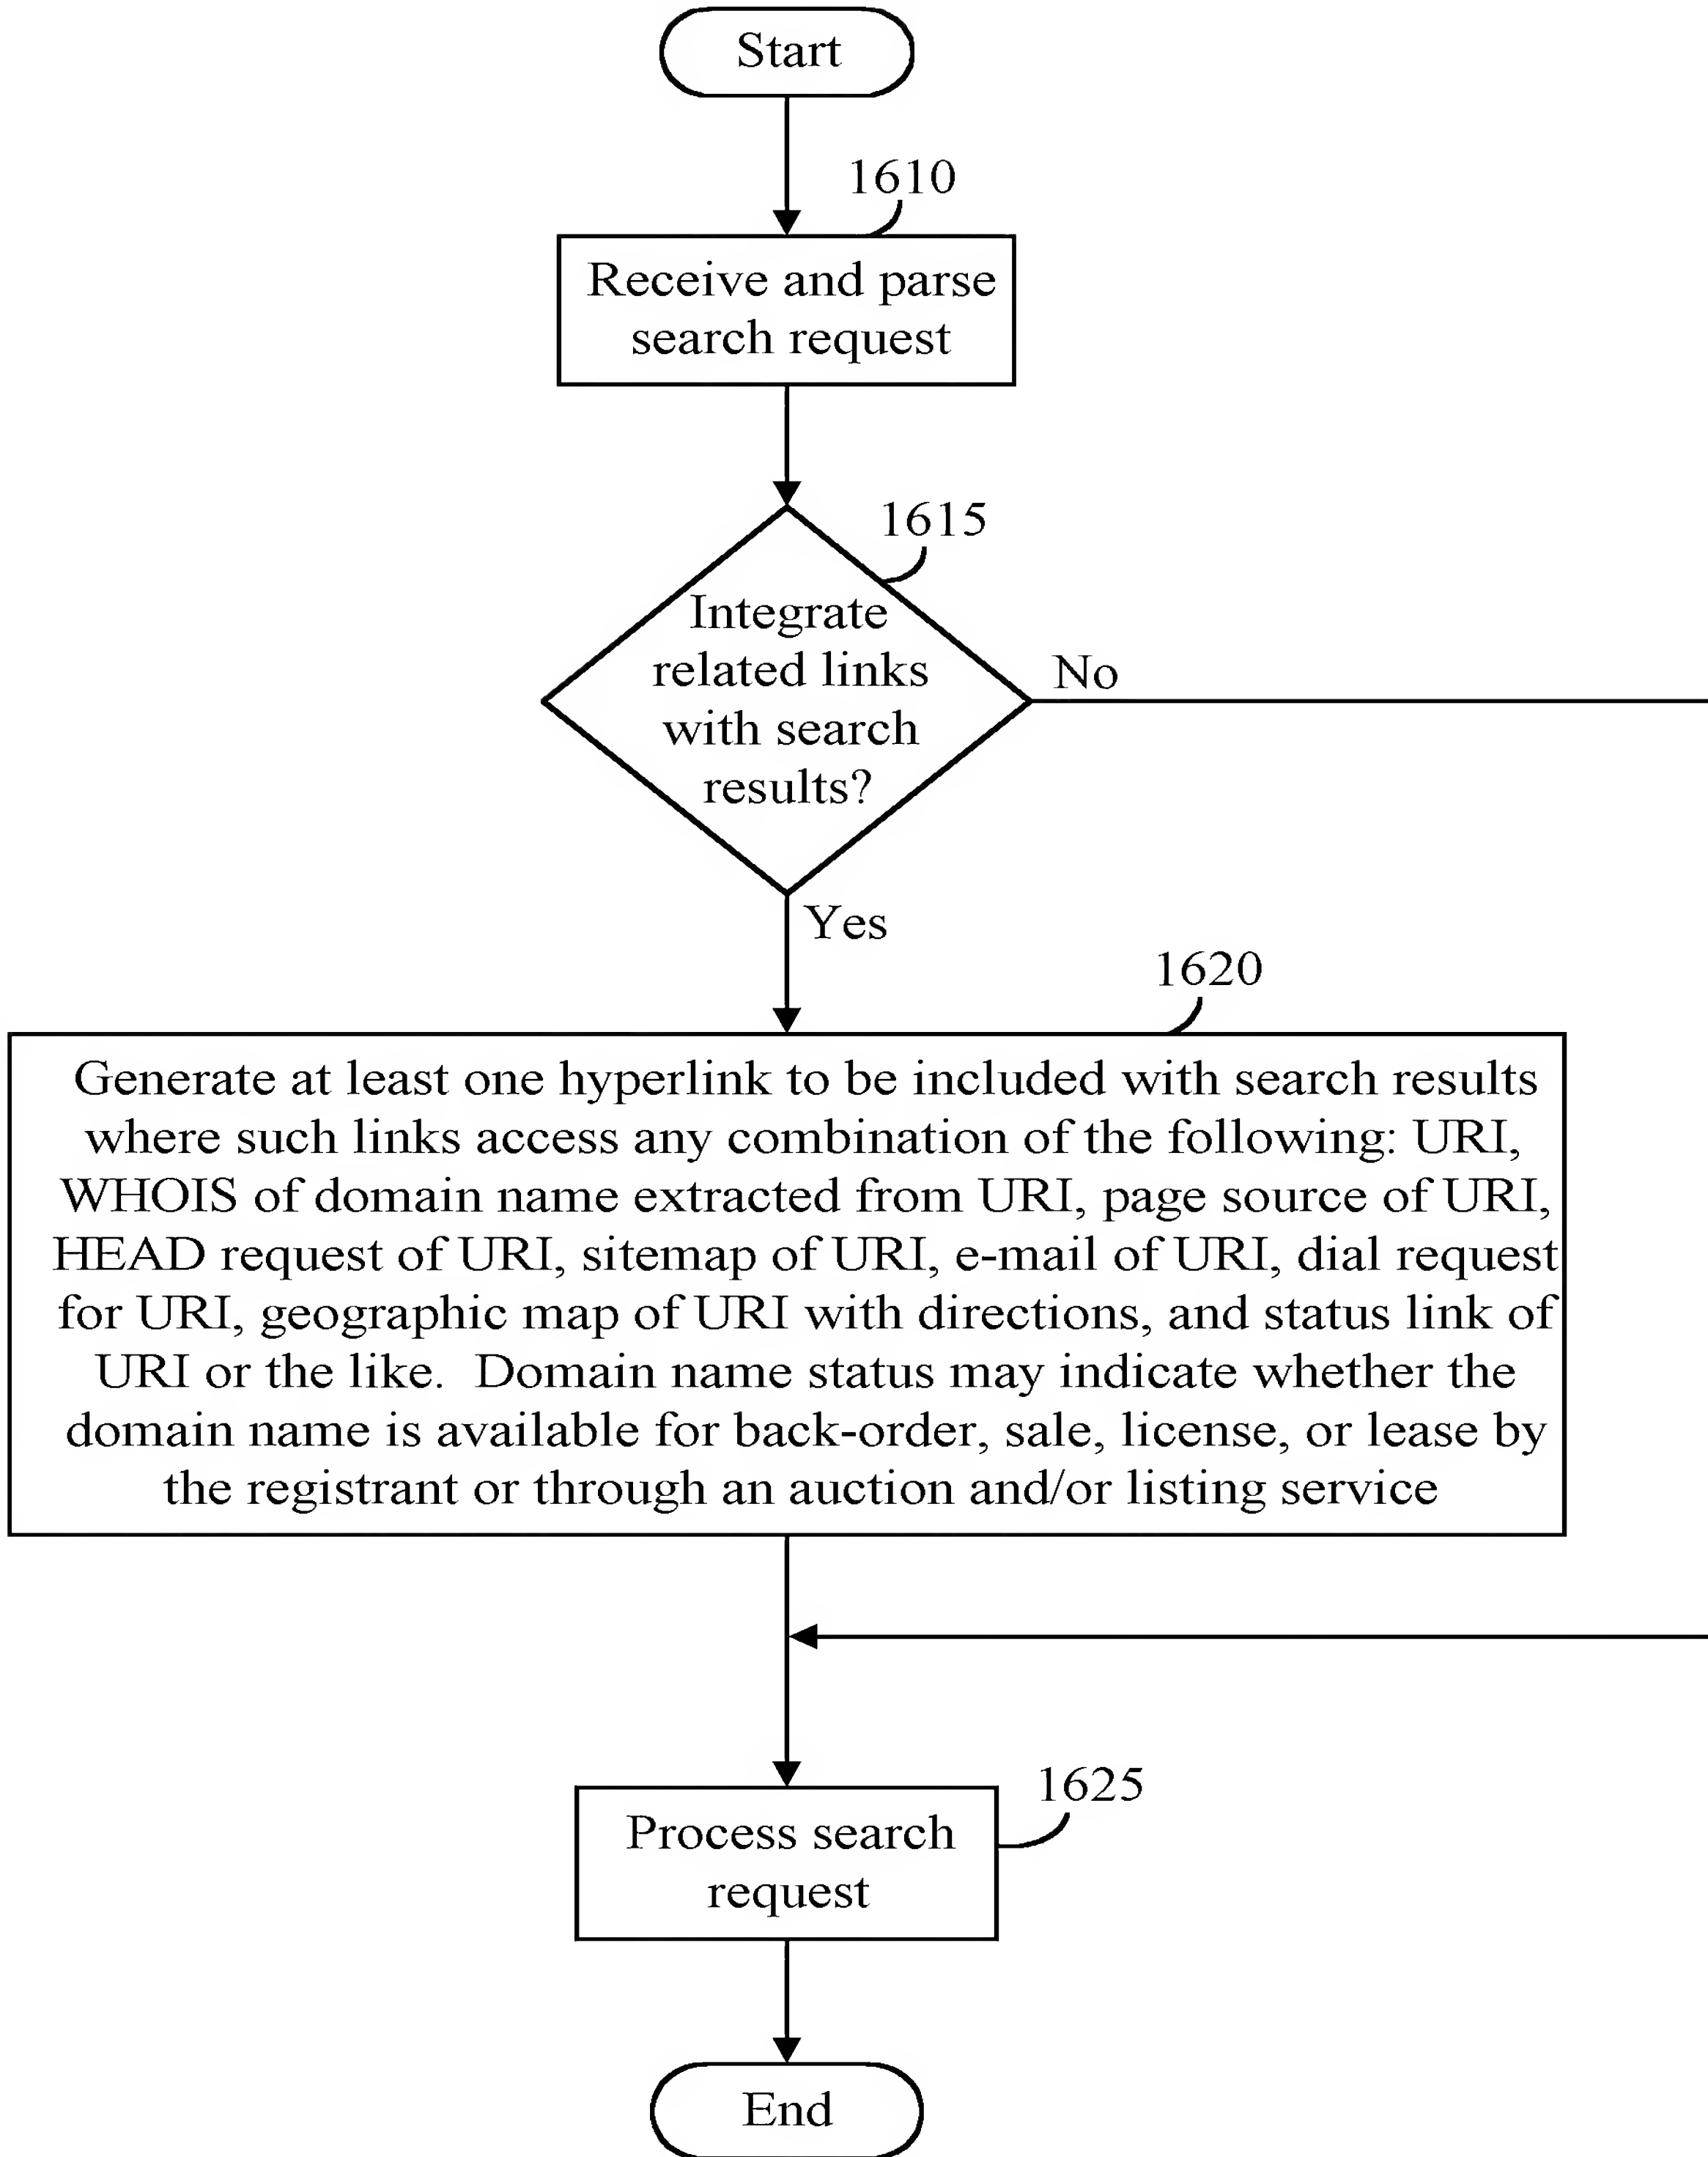 Start
1610
Receive and parse
search request
1615
Integrate
related links
with search
results?
No
Yes
1620
Generate at least one hyperlink to be included with search results
where such links access any combination of the following: URI,
WHOIS of domain name extracted from URI, page source of URI,
HEAD request of URI, sitemap of URI, e-mail of URI, dial request
for URI, geographic map of URI with directions, and status link of
URI or the like.  Domain name status may indicate whether the
domain name is available for back-order, sale, license, or lease by
the registrant or through an auction and/or listing service
1625
Process search
request
End